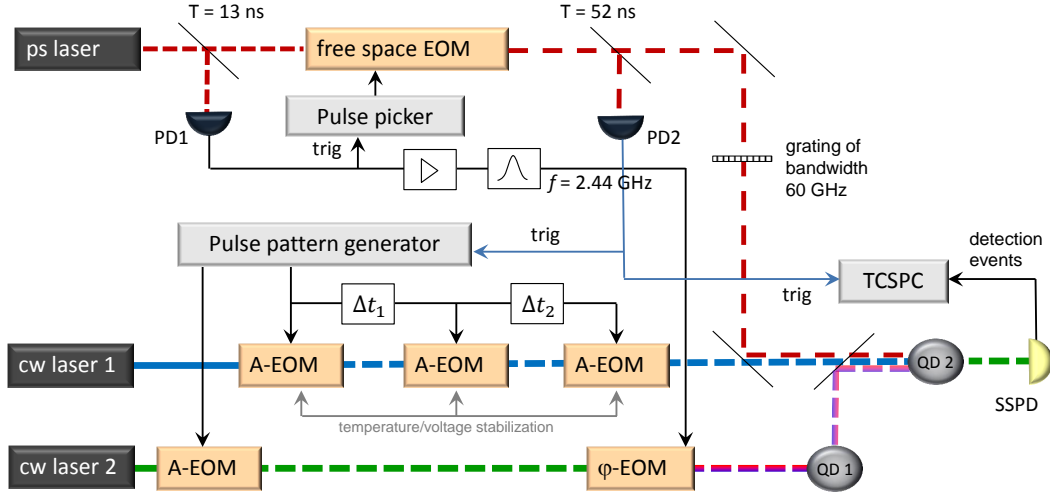 T = 13 ns
T = 52 ns
ps laser
free space EOM
Pulse picker
PD1
PD2
trig
grating of
bandwidth
60 GHz
f = 2.44 GHz
Pulse pattern generator
trig
detection
events
TCSPC
trig
Δt1
Δt2
cw laser 1
A-EOM
A-EOM
A-EOM
QD 2
SSPD
temperature/voltage stabilization
cw laser 2
A-EOM
φ-EOM
QD 1